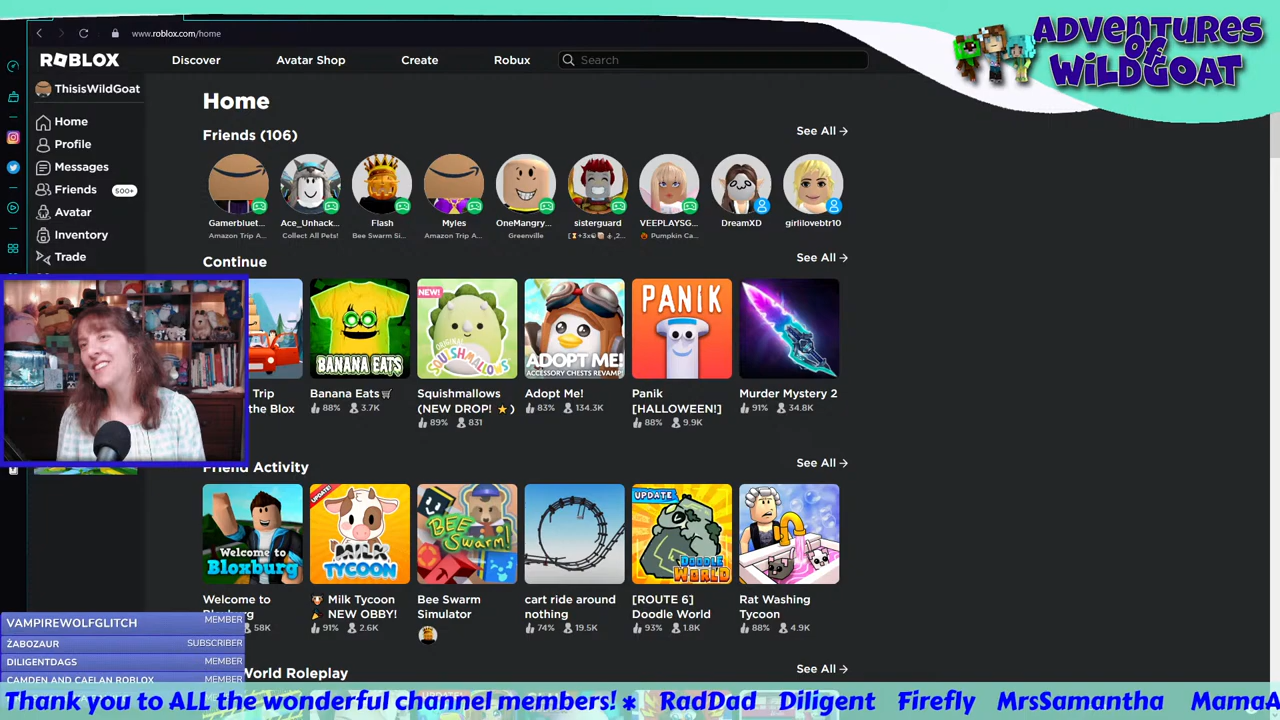 www.roblox.com/home
ADVENTURES
OF
WILDGOAT
ROBLOX
Discover
Avatar Shop
Create
Robux
Search
ThisisWildGoat
Home
Profile
Messages
Friends
500+
Avatar
Inventory
Trade
Home
Friends (106)
See All →
Gamerbluet...
Ace_Unhack...
Flash
Myles
OneMangry...
sisterguard
VEEPLAYSG...
DreamXD
girlilovebtr10
Amazon Trip A...
Collect All Pets!
Bee Swarm Si...
Amazon Trip A...
Greenville
Pumpkin Ca...
Continue
See All →
BANANA EATS
NEW!
ORIGINAL
SQUISHMALLOWS
ADOPT ME!
ACCESSORY CHESTS REVAMP!
PANIK
Trip
the Blox
Banana Eats
88% 3.7K
Squishmallows
(NEW DROP! ⭐)
89% 831
Adopt Me!
83% 134.3K
Panik
[HALLOWEEN!]
88% 9.9K
Murder Mystery 2
91% 34.8K
Friend Activity
See All →
Welcome to
Bloxburg
UPDATE!
MILK
TYCOON
BEE
SWARM!
UPDATE
DOODLE
WORLD
Welcome to
Bloxburg
58K
Milk Tycoon
NEW OBBY!
91% 2.6K
Bee Swarm
Simulator
cart ride around
nothing
74% 19.5K
[ROUTE 6]
Doodle World
93% 1.8K
Rat Washing
Tycoon
88% 4.9K
World Roleplay
See All →
VAMPIREWOLFGLITCH MEMBER
ŻABOZAUR SUBSCRIBER
DILIGENTDAGS MEMBER
CAMDEN AND CAELAN ROBLOX MEMBER
Thank you to ALL the wonderful channel members! * RadDad Diligent Firefly MrsSamantha MamaA